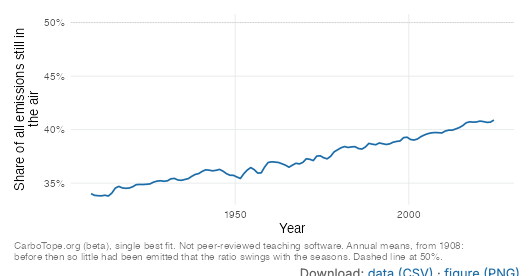 50%
45%
40%
35%
Share of all emissions still in
the air
1950
2000
Year
CarboTope.org (beta), single best fit. Not peer-reviewed teaching software. Annual means, from 1908:
before then so little had been emitted that the ratio swings with the seasons. Dashed line at 50%.
Download: data (CSV) · figure (PNG)